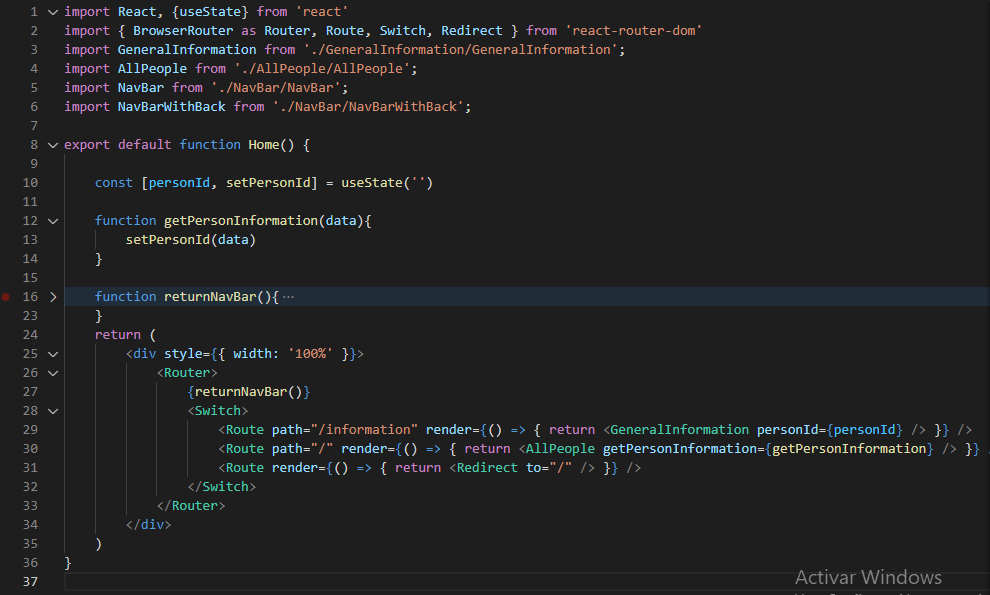 1 import React, {useState} from 'react'
2 import { BrowserRouter as Router, Route, Switch, Redirect } from 'react-router-dom'
3 import GeneralInformation from './GeneralInformation/GeneralInformation';
4 import AllPeople from './AllPeople/AllPeople';
5 import NavBar from './NavBar/NavBar';
6 import NavBarWithBack from './NavBar/NavBarWithBack';
7
8 export default function Home() {
9
10 const [personId, setPersonId] = useState('')
11
12 function getPersonInformation(data){
13 setPersonId(data)
14 }
15
16 function returnNavBar(){ ···
23 }
24 return (
25 <div style={{ width: '100%' }}>
26 <Router>
27 {returnNavBar()}
28 <Switch>
29 <Route path="/information" render={() => { return <GeneralInformation personId={personId} /> }} />
30 <Route path="/" render={() => { return <AllPeople getPersonInformation={getPersonInformation} /> }}
31 <Route render={() => { return <Redirect to="/" /> }} />
32 </Switch>
33 </Router>
34 </div>
35 )
36 }
37
Activar Windows